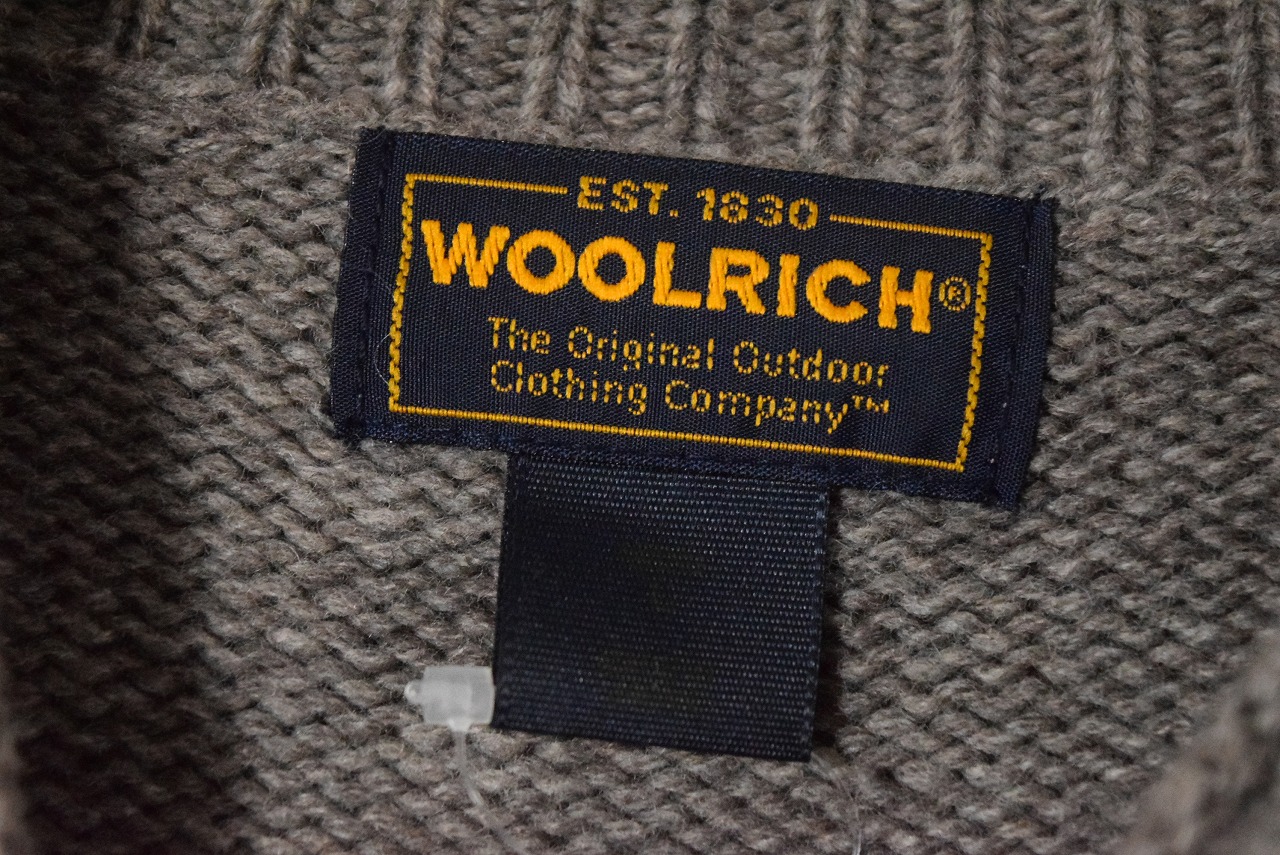 EST. 1830
WOOLRICH®
The Original Outdoor
Clothing Company™